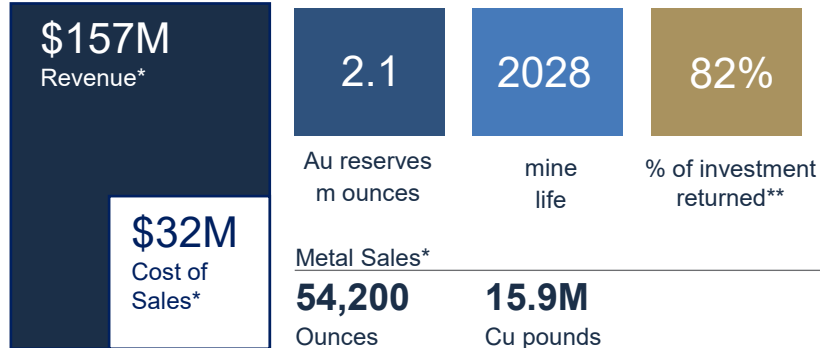 $157M
Revenue*
$32M
Cost of
Sales*
2.1
Au reserves
m ounces
2028
mine
life
82%
% of investment
returned**
Metal Sales*
54,200
Ounces
15.9M
Cu pounds